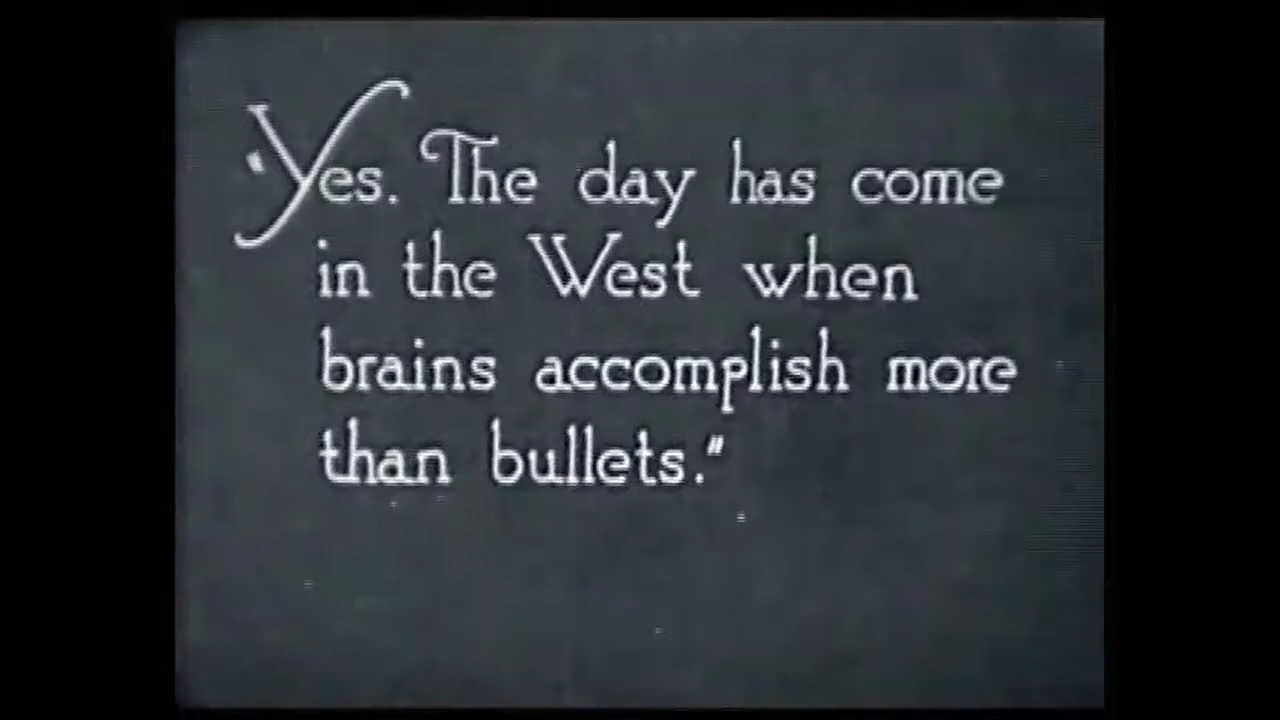 "Yes. The day has come
in the West when
brains accomplish more
than bullets."